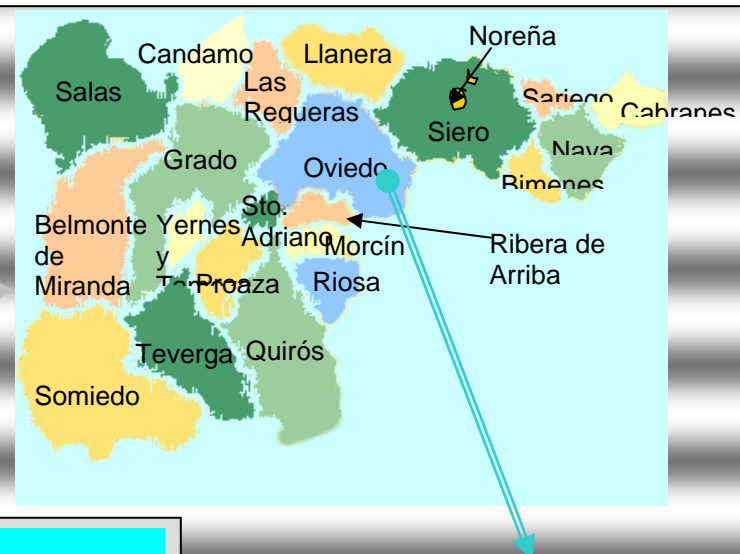 Noreña
Candamo
Llanera
Salas
Las
Regueras
Sariego
Cabranes
Siero
Grado
Oviedo
Nava
Bimenes
Sto.
Adriano
Belmonte
de
Miranda
Yernes
y
Morcín
Ribera de
Arriba
Proaza
Riosa
Teverga
Quirós
Somiedo